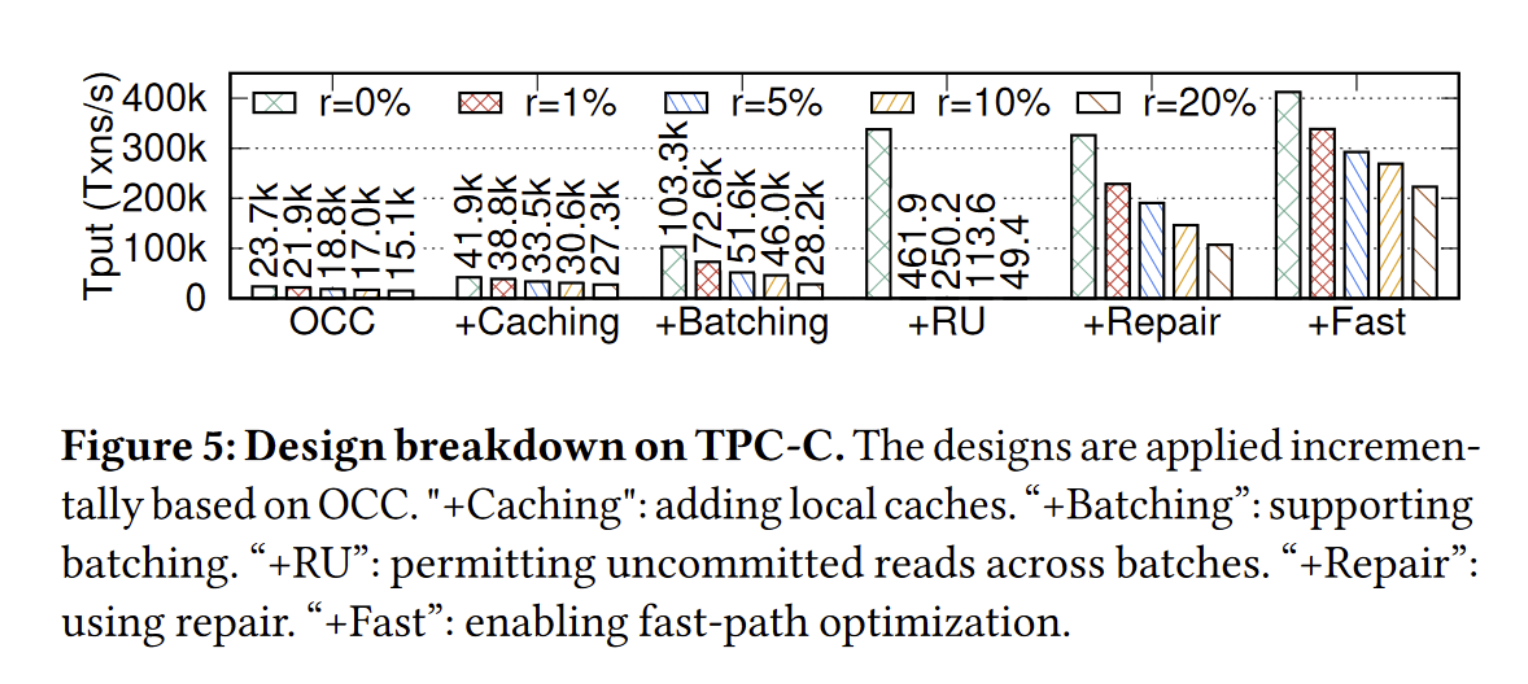 Tput (Txns/s)
400k
300k
200k
100k
0
r=0% r=1% r=5% r=10% r=20%
23.7k 21.9k 18.8k 17.0k 15.1k
41.9k 38.8k 33.5k 30.6k 27.3k
103.3k 72.6k 51.6k 46.0k 28.2k
461.9 250.2 113.6 49.4
OCC +Caching +Batching +RU +Repair +Fast
Figure 5: Design breakdown on TPC-C. The designs are applied incremen-
tally based on OCC. "+Caching": adding local caches. “+Batching”: supporting
batching. “+RU”: permitting uncommitted reads across batches. “+Repair”:
using repair. “+Fast”: enabling fast-path optimization.